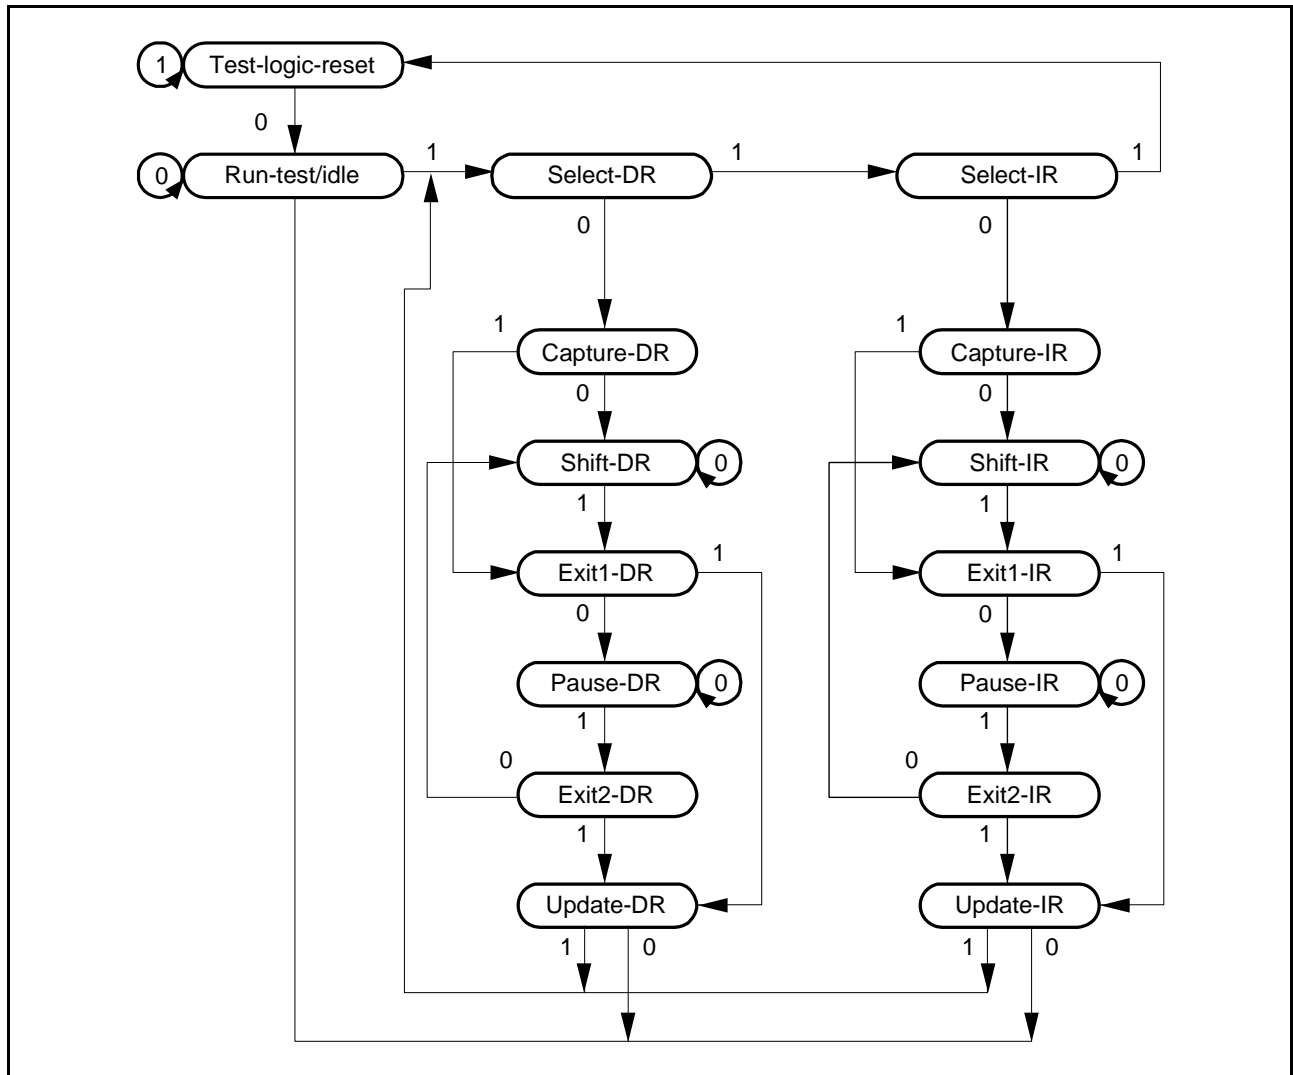 1 Test-logic-reset
0
0 Run-test/idle 1 Select-DR 1 Select-IR 1
0 0
1 1
Capture-DR Capture-IR
0 0
Shift-DR 0 Shift-IR 0
1 1
Exit1-DR 1 Exit1-IR 1
0 0
Pause-DR 0 Pause-IR 0
1 1
0 0
Exit2-DR Exit2-IR
1 1
Update-DR Update-IR
1 0 1 0